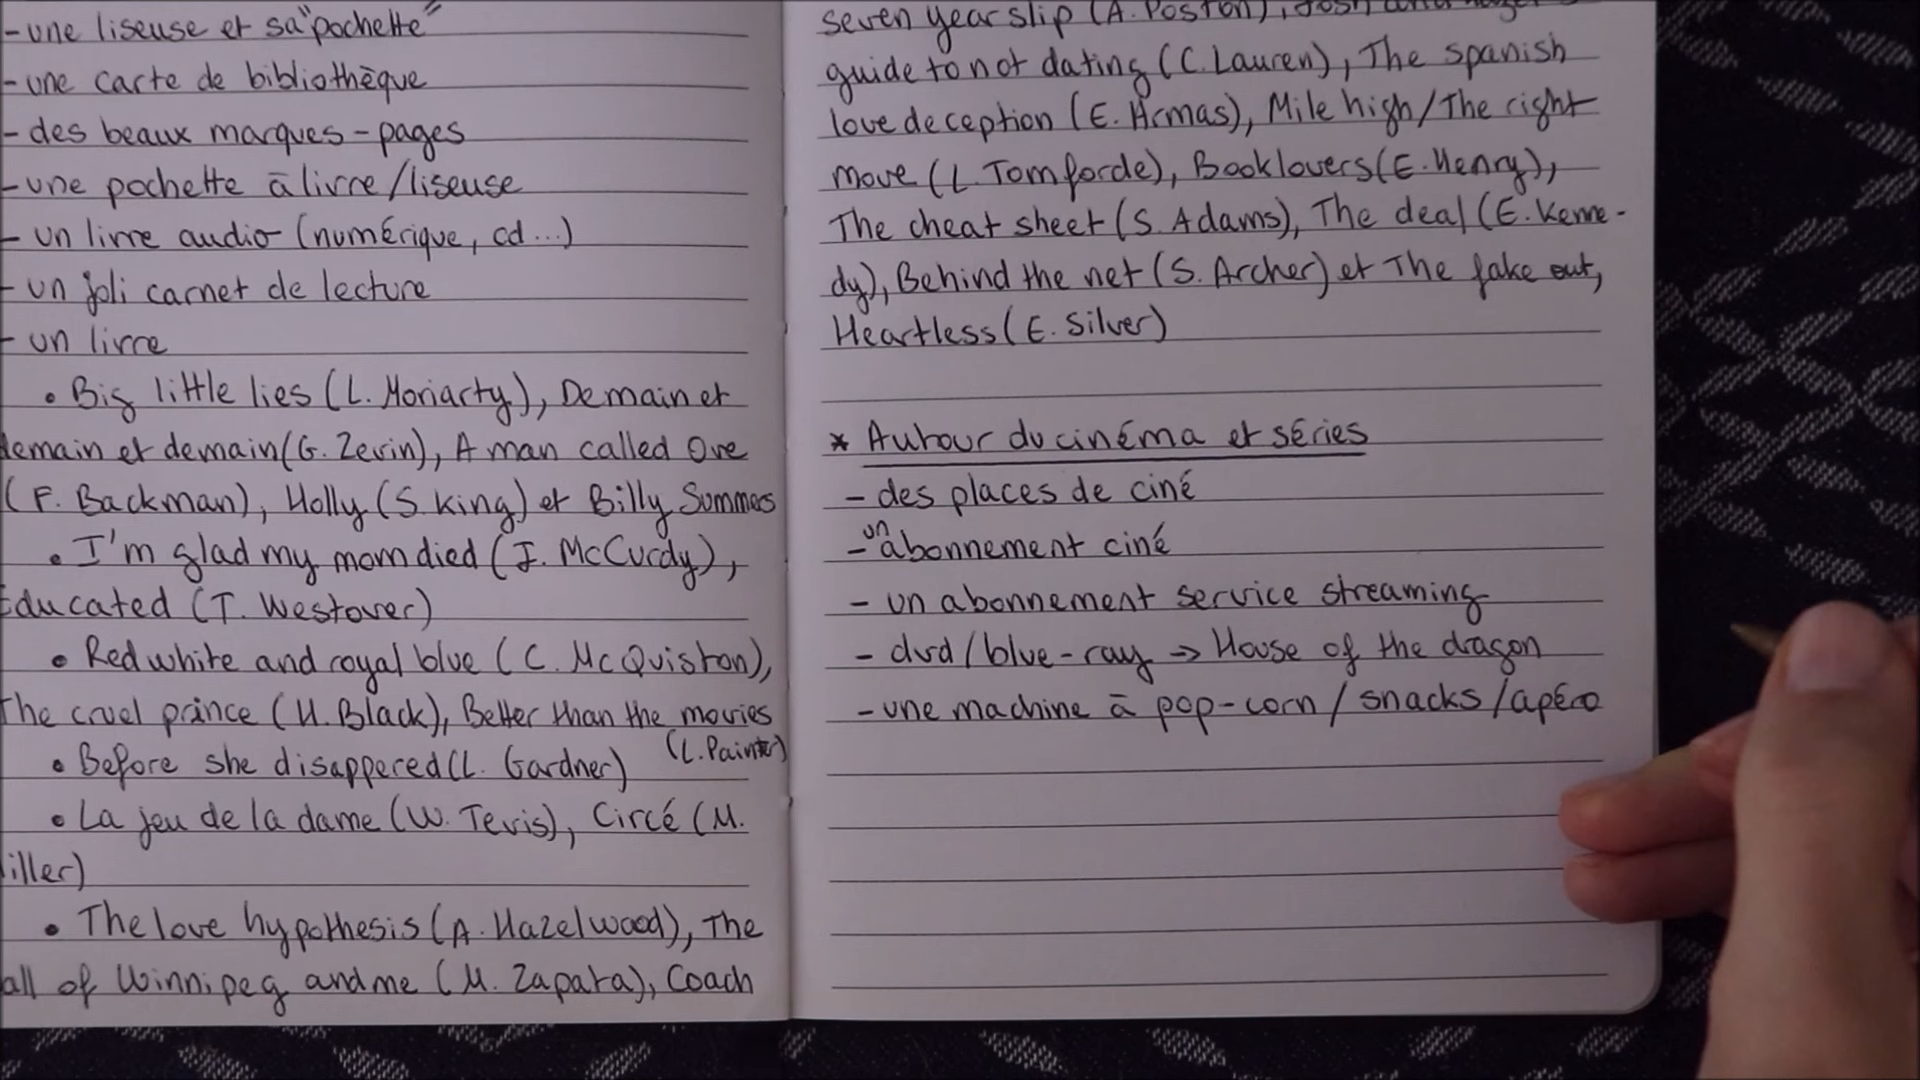 - une liseuse et sa "pochette"
- une carte de bibliothèque
- des beaux marques-pages
- une pochette à livre/liseuse
- un livre audio (numérique, cd...)
- un joli carnet de lecture
- un livre
• Big little lies (L. Moriarty), Demain et
demain et demain (G. Zevin), A man called Ove
(F. Backman), Holly (S. King) et Billy Summers
• I'm glad my mom died (J. McCurdy),
Educated (T. Westover)
• Red white and royal blue (C. McQuiston),
The cruel prince (H. Black), Better than the movies
(L. Painter)
• Before she disappered (L. Gardner)
• La jeu de la dame (W. Tevis), Circé (M.
iller)
• The love hypothesis (A. Hazelwood), The
all of Winnipeg and me (M. Zapata), Coach
seven year slip (A. Poston), Josh and
guide to not dating (C. Lauren), The spanish
love deception (E. Armas), Mile high/The right
move (L. Tomforde), Book lovers (E. Henry),
The cheat sheet (S. Adams), The deal (E. Kenne-
dy), Behind the net (S. Archer) et The fake out,
Heartless (E. Silver)
* Autour du cinéma et séries
- des places de ciné
- un abonnement ciné
- un abonnement service streaming
- dvd/blue-ray → House of the dragon
- une machine à pop-corn/snacks/apéro